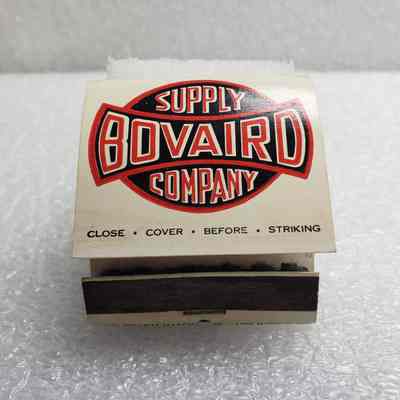 SUPPLY
BOVAIRD
COMPANY
CLOSE • COVER • BEFORE • STRIKING